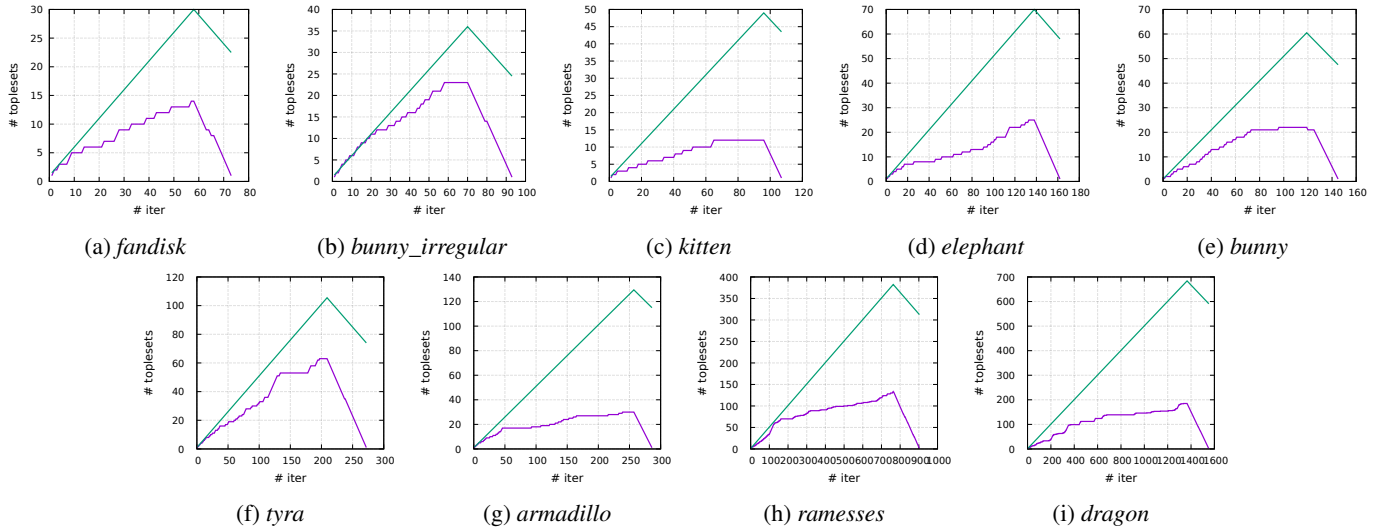 30
25
20
15
10
5
0
# toplesets
0 10 20 30 40 50 60 70 80
# iter
(a) fandisk
40
35
30
25
20
15
10
5
0
# toplesets
0 10 20 30 40 50 60 70 80 90 100
# iter
(b) bunny_irregular
50
45
40
35
30
25
20
15
10
5
0
# toplesets
0 20 40 60 80 100 120
# iter
(c) kitten
70
60
50
40
30
20
10
0
# toplesets
0 20 40 60 80 100 120 140 160 180
# iter
(d) elephant
70
60
50
40
30
20
10
0
# toplesets
0 20 40 60 80 100 120 140 160
# iter
(e) bunny
120
100
80
60
40
20
0
# toplesets
0 50 100 150 200 250 300
# iter
(f) tyra
140
120
100
80
60
40
20
0
# toplesets
0 50 100 150 200 250 300
# iter
(g) armadillo
400
350
300
250
200
150
100
50
0
# toplesets
0 100 200 300 400 500 600 700 800 900 1000
# iter
(h) ramesses
700
600
500
400
300
200
100
0
# toplesets
0 200 400 600 800 1000 1200 1400 1600
# iter
(i) dragon